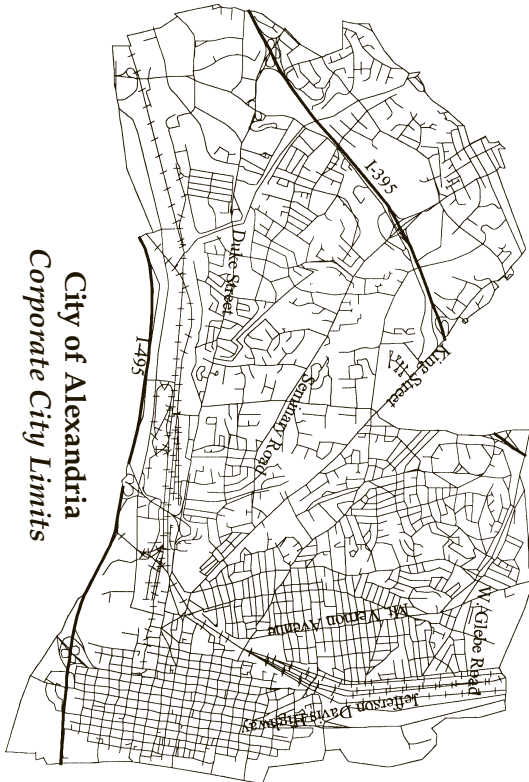 City of Alexandria
Corporate City Limits
I-395
King Street
Duke Street
I-495
Seminary Road
Mt. Vernon Avenue
W. Glebe Road
Jefferson Davis Highway